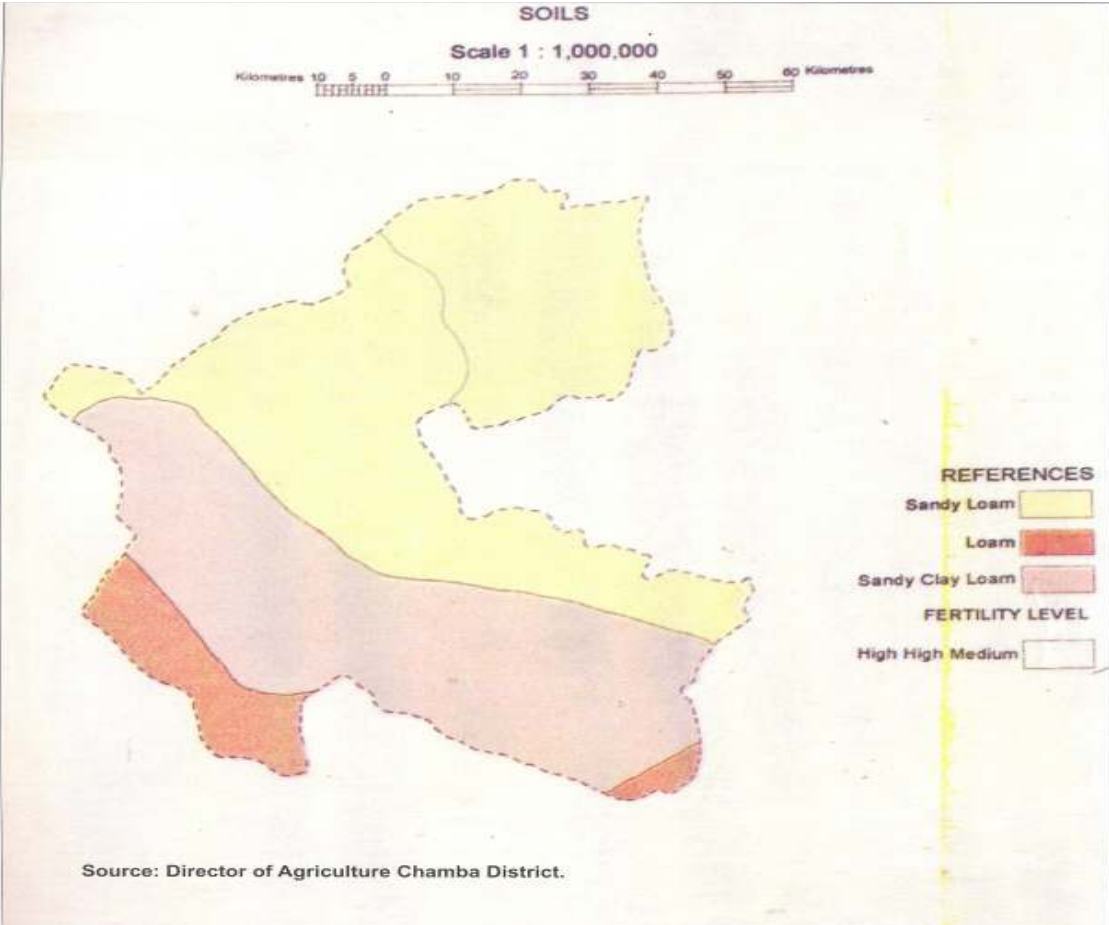 SOILS
Scale 1 : 1,000,000
Kilometres 10 5 0 10 20 30 40 50 60 Kilometres
REFERENCES
Sandy Loam
Loam
Sandy Clay Loam
FERTILITY LEVEL
High High Medium
Source: Director of Agriculture Chamba District.